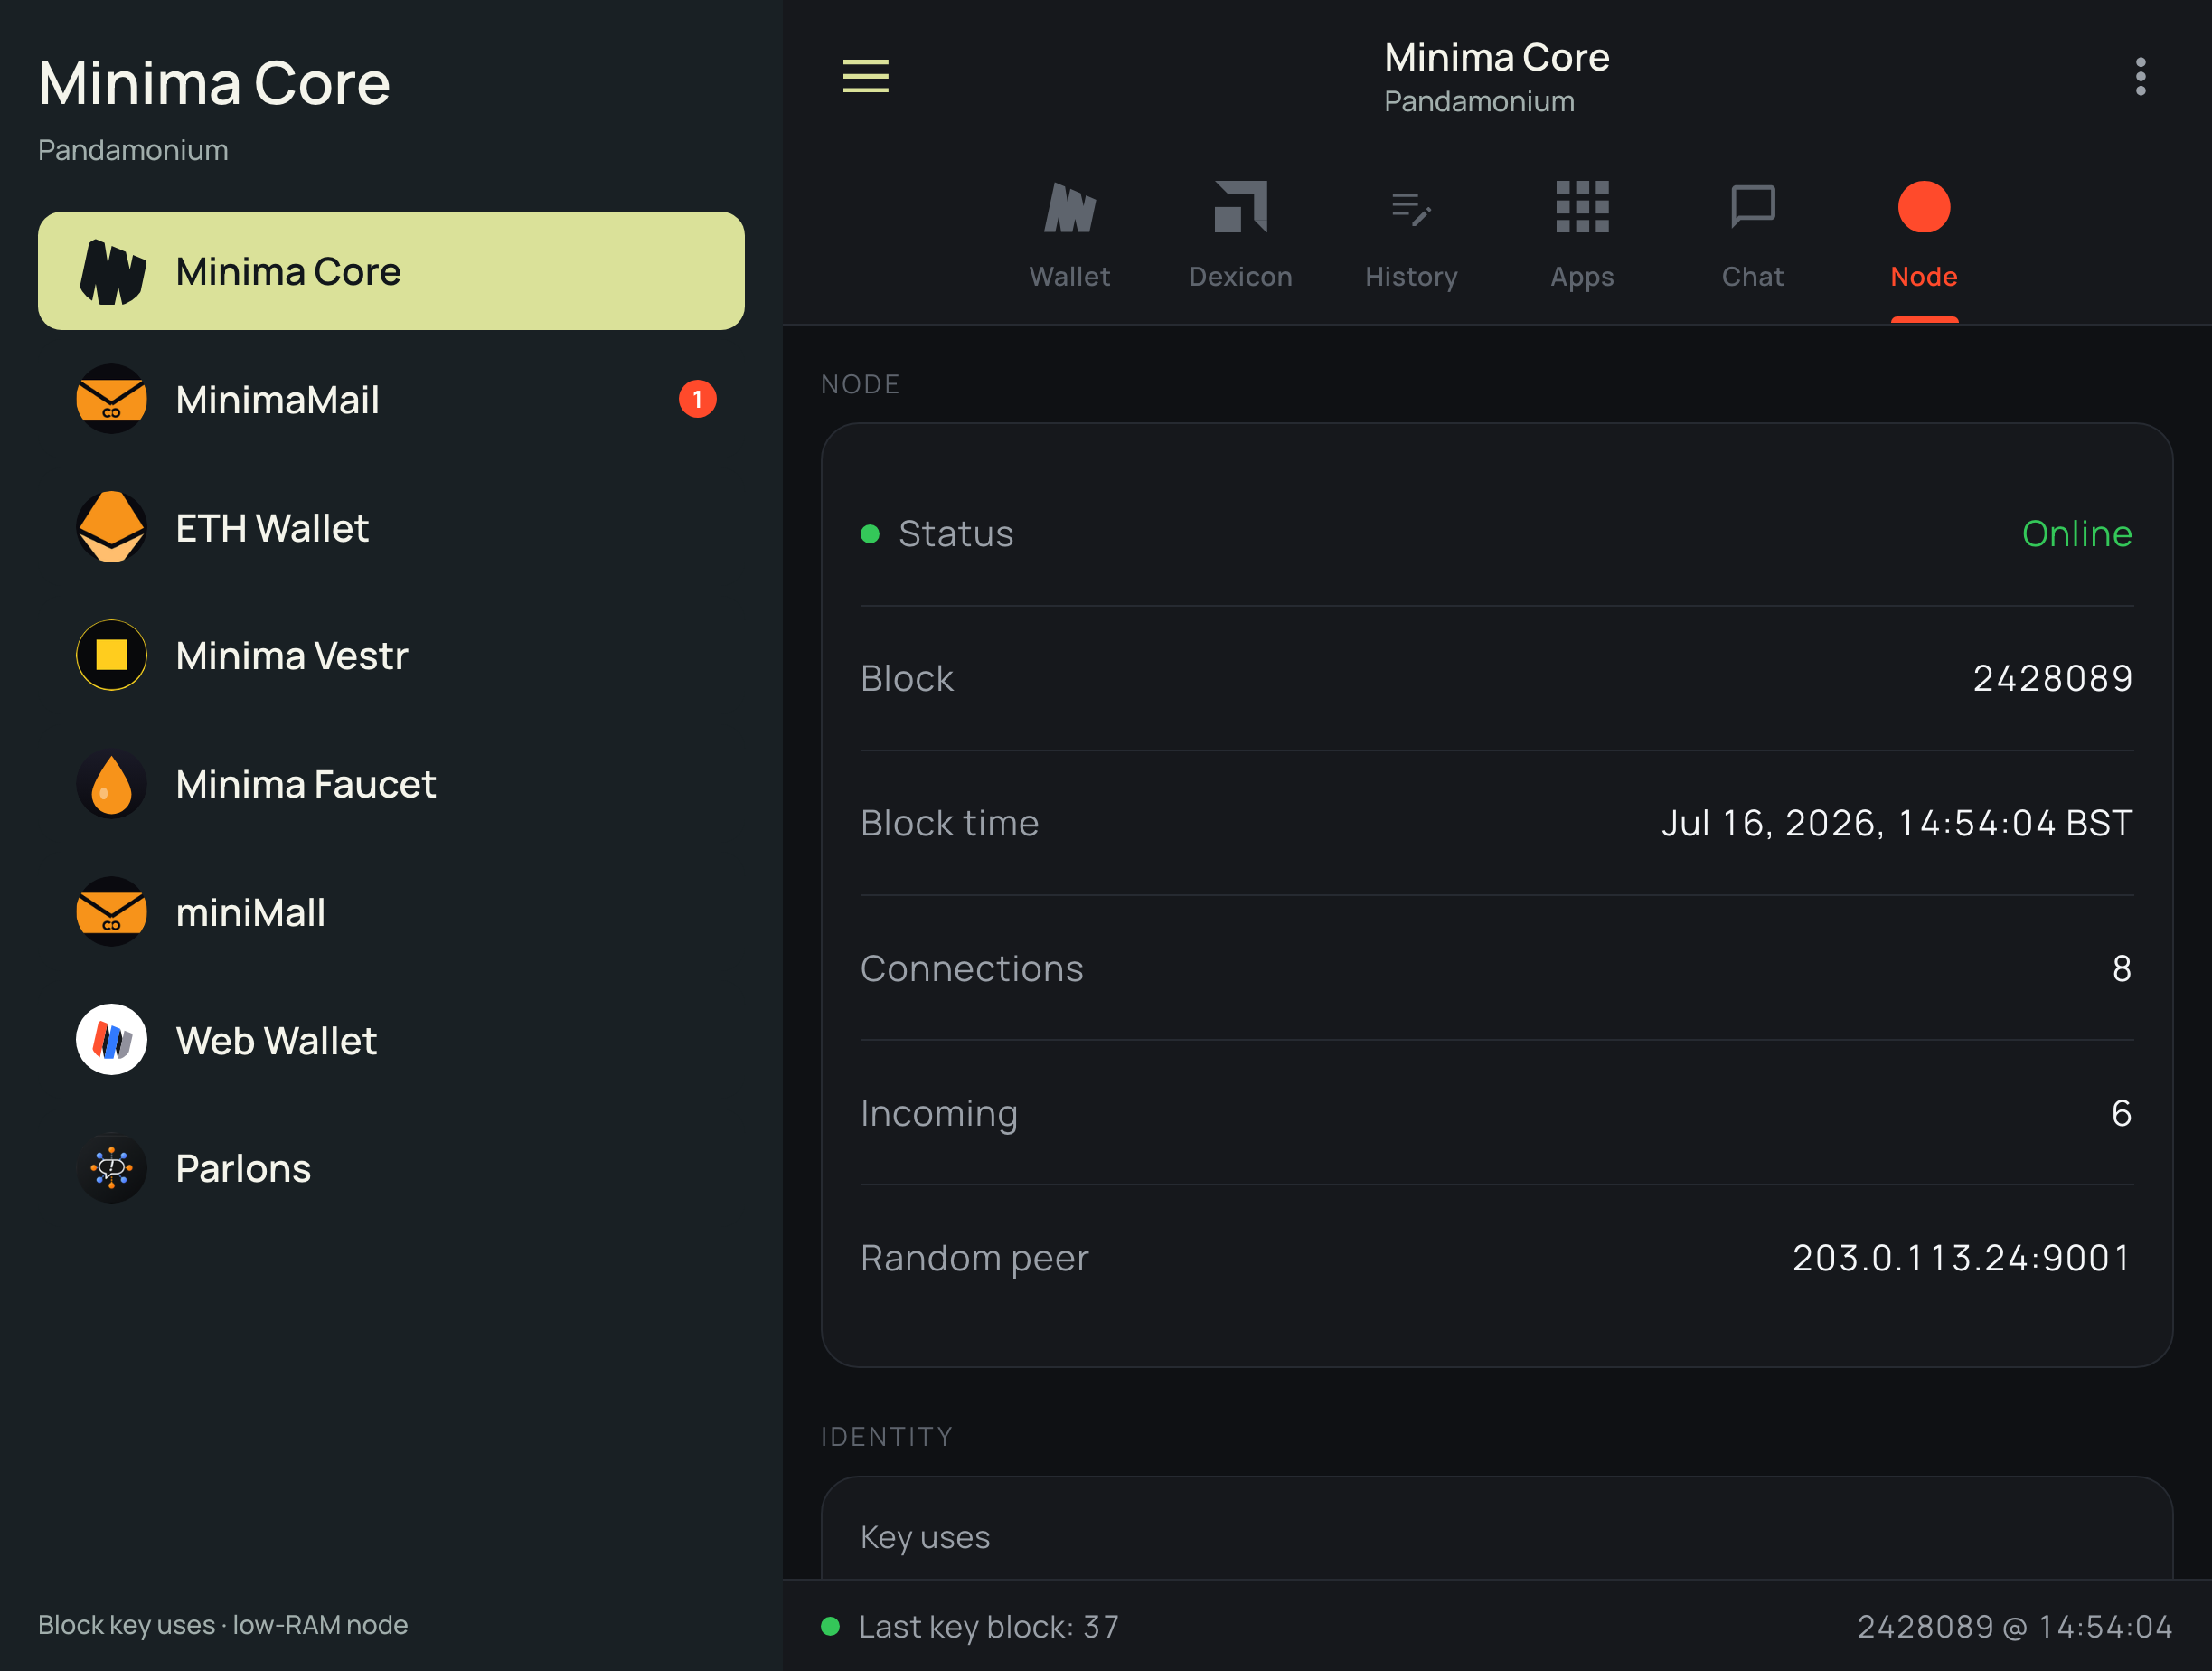 Minima Core
Pandamonium
Minima Core
MinimaMail
1
ETH Wallet
Minima Vestr
Minima Faucet
CO
miniMall
CO
Web Wallet
Parlons
Block key uses · low-RAM node
Minima Core
Pandamonium
Wallet
Dexicon
History
Apps
Chat
Node
NODE
Status
Online
Block
2428089
Block time
Jul 16, 2026, 14:54:04 BST
Connections
8
Incoming
6
Random peer
203.0.113.24:9001
IDENTITY
Key uses
Last key block: 37
2428089 @ 14:54:04